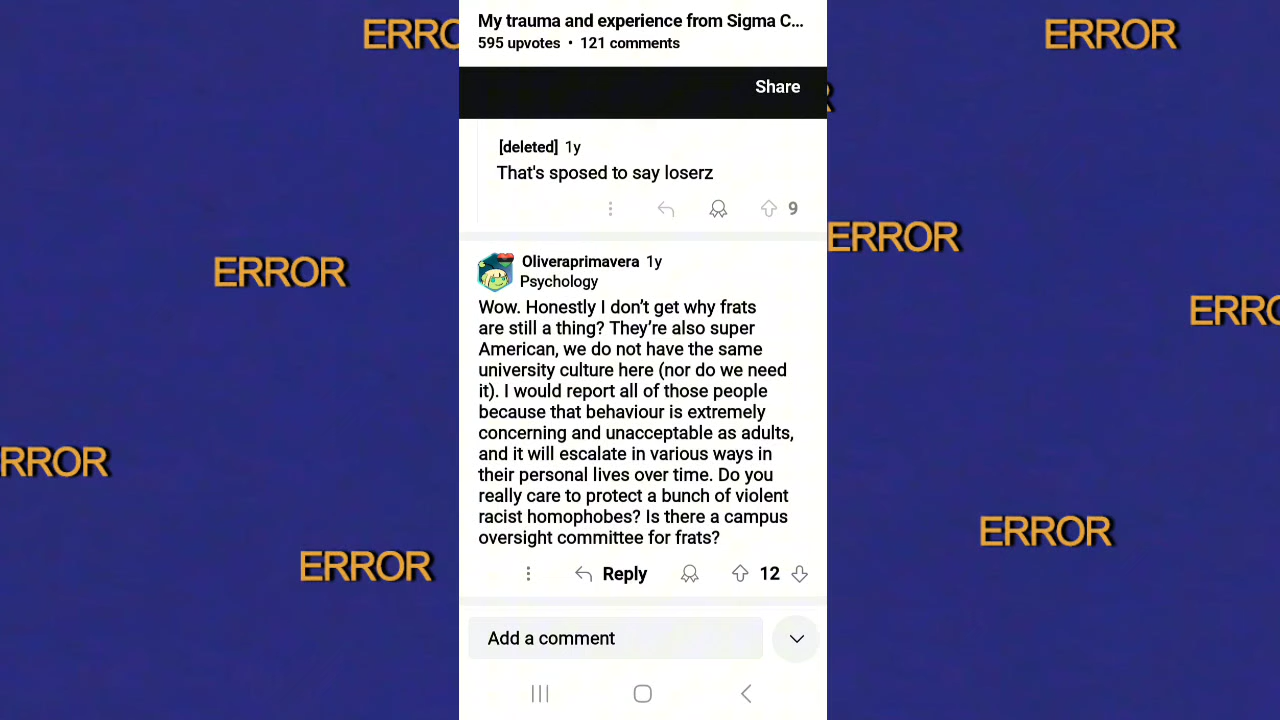 My trauma and experience from Sigma C...
595 upvotes • 121 comments
Share
[deleted] 1y
That's sposed to say loserz
9
Oliveraprimavera 1y
Psychology
Wow. Honestly I don’t get why frats
are still a thing? They’re also super
American, we do not have the same
university culture here (nor do we need
it). I would report all of those people
because that behaviour is extremely
concerning and unacceptable as adults,
and it will escalate in various ways in
their personal lives over time. Do you
really care to protect a bunch of violent
racist homophobes? Is there a campus
oversight committee for frats?
Reply 12
Add a comment
ERRO
ERROR
R
ERROR
ERROR
ERRO
RROR
ERROR
ERROR